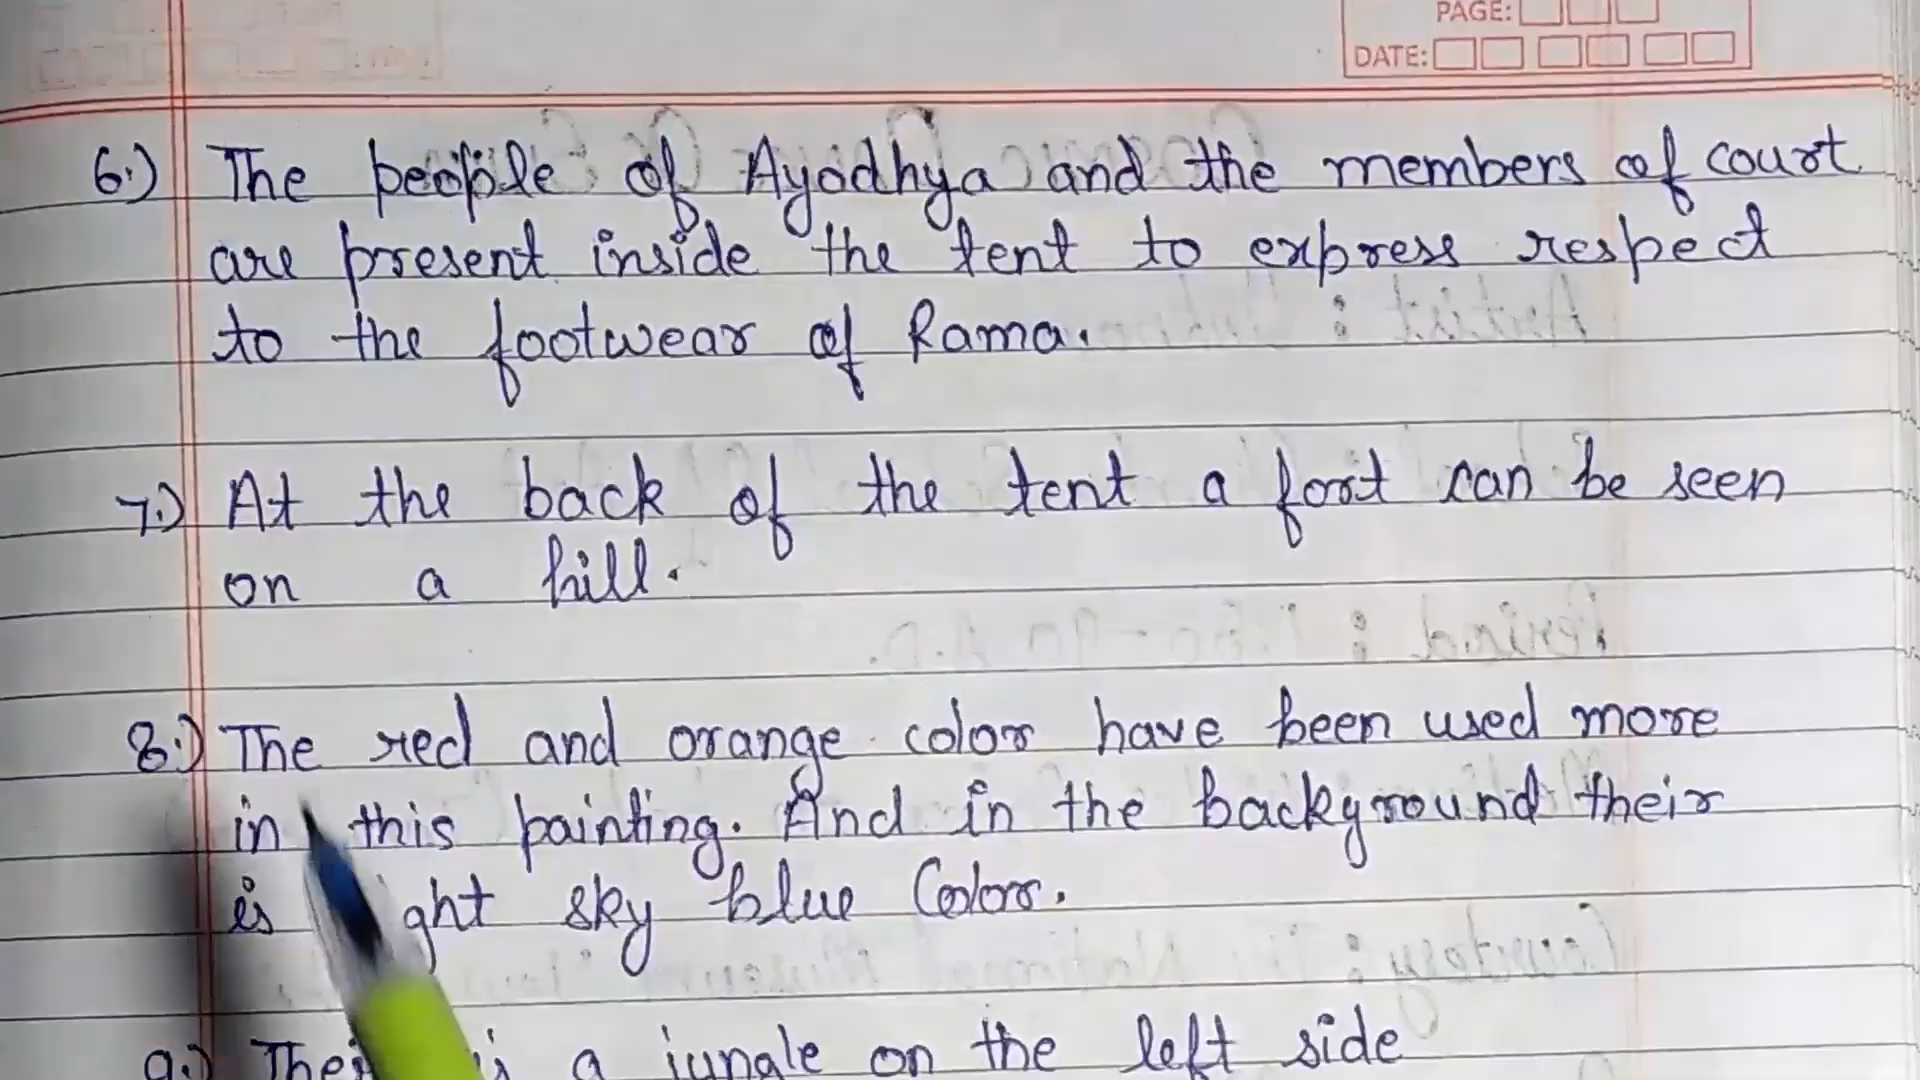 PAGE:
DATE:
6.) The people of Ayodhya and the members of court
are present inside the tent to express respect
to the footwear of Rama.
7.) At the back of the tent a fort can be seen
on a hill.
8.) The red and orange color have been used more
in this painting. And in the background their
is sky blue Color.
9.) is a jungle on the left side